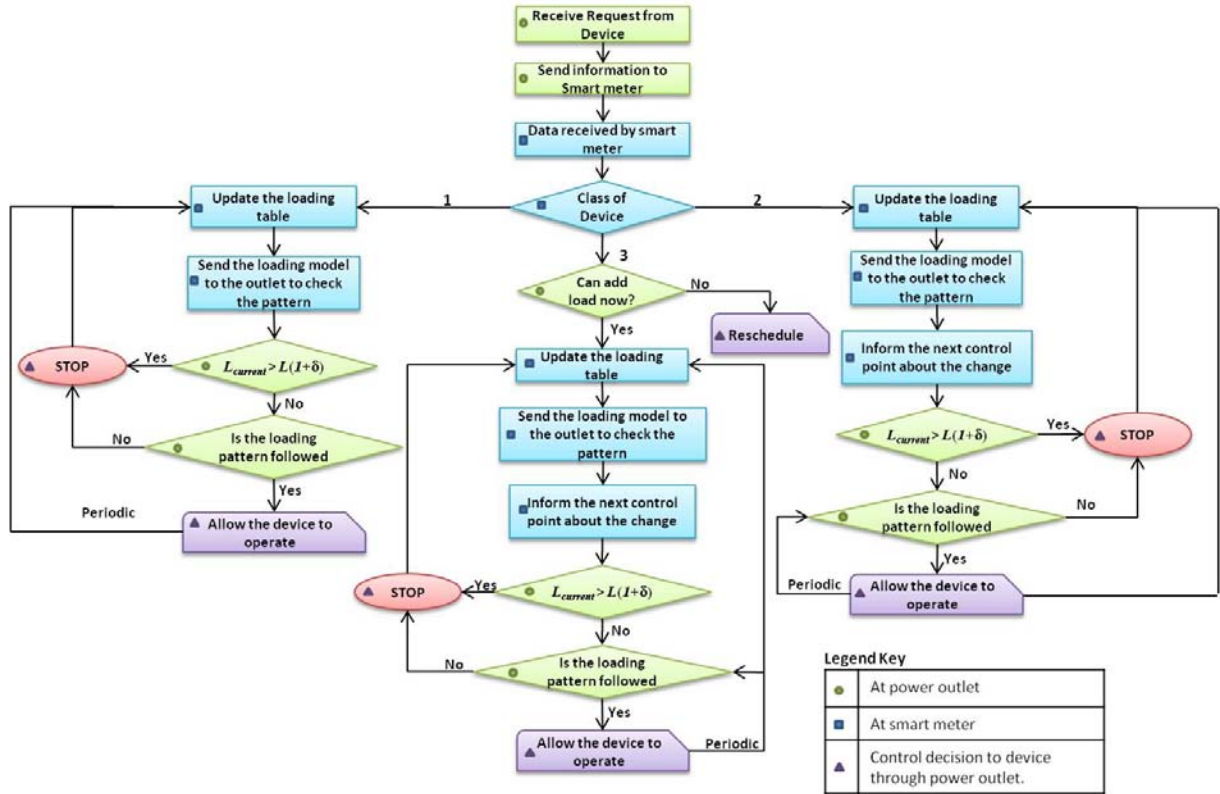 Receive Request from
Device
Send information to
Smart meter
Data received by smart
meter
Class of
Device
1
2
3
Update the loading
table
Send the loading model
to the outlet to check
the pattern
L current > L (1+δ)
Yes
STOP
No
Is the loading
pattern followed
No
Yes
Periodic
Allow the device to
operate
Can add
load now?
No
Reschedule
Yes
Update the loading
table
Send the loading model to
the outlet to check the
pattern
Inform the next control
point about the change
L current > L (1+δ)
Yes
STOP
No
Is the loading
pattern followed
No
Yes
Allow the device to
operate
Periodic
Update the loading
table
Send the loading model
to the outlet to check
the pattern
Inform the next control
point about the change
L current > L (1+δ)
Yes
STOP
No
Is the loading
pattern followed
No
Yes
Periodic
Allow the device to
operate
Legend Key
At power outlet
At smart meter
Control decision to device
through power outlet.